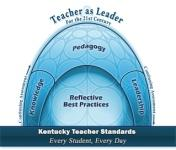 Teacher as Leader
For the 21st Century
Pedagogy
Knowledge
Leadership
Reflective
Best Practices
Kentucky Teacher Standards
Every Student, Every Day